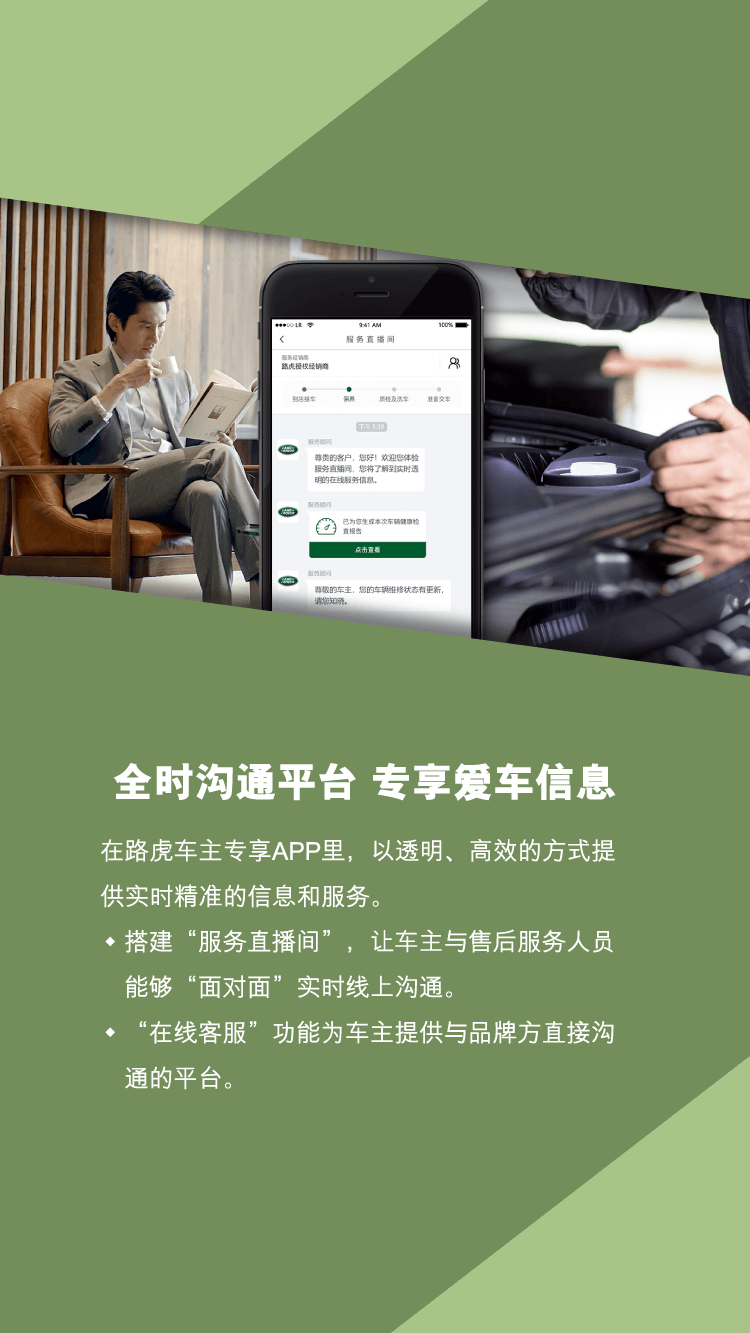 ●●●○○ LR 9:41 AM 100%
服务直播间
服务经销商
路虎授权经销商
到店接车 保养 质检及洗车 准备交车
下午 3:39
服务顾问
尊贵的客户，您好！欢迎您体验
服务直播间，您将了解到实时透
明的在线服务信息。
服务顾问
已为您生成本次车辆健康检
查报告
点击查看
服务顾问
尊敬的车主，您的车辆维修状态有更新，
请您知晓。
全时沟通平台 专享爱车信息
在路虎车主专享APP里，以透明、高效的方式提
供实时精准的信息和服务。
◆ 搭建“服务直播间”，让车主与售后服务人员
能够“面对面”实时线上沟通。
◆ “在线客服”功能为车主提供与品牌方直接沟
通的平台。